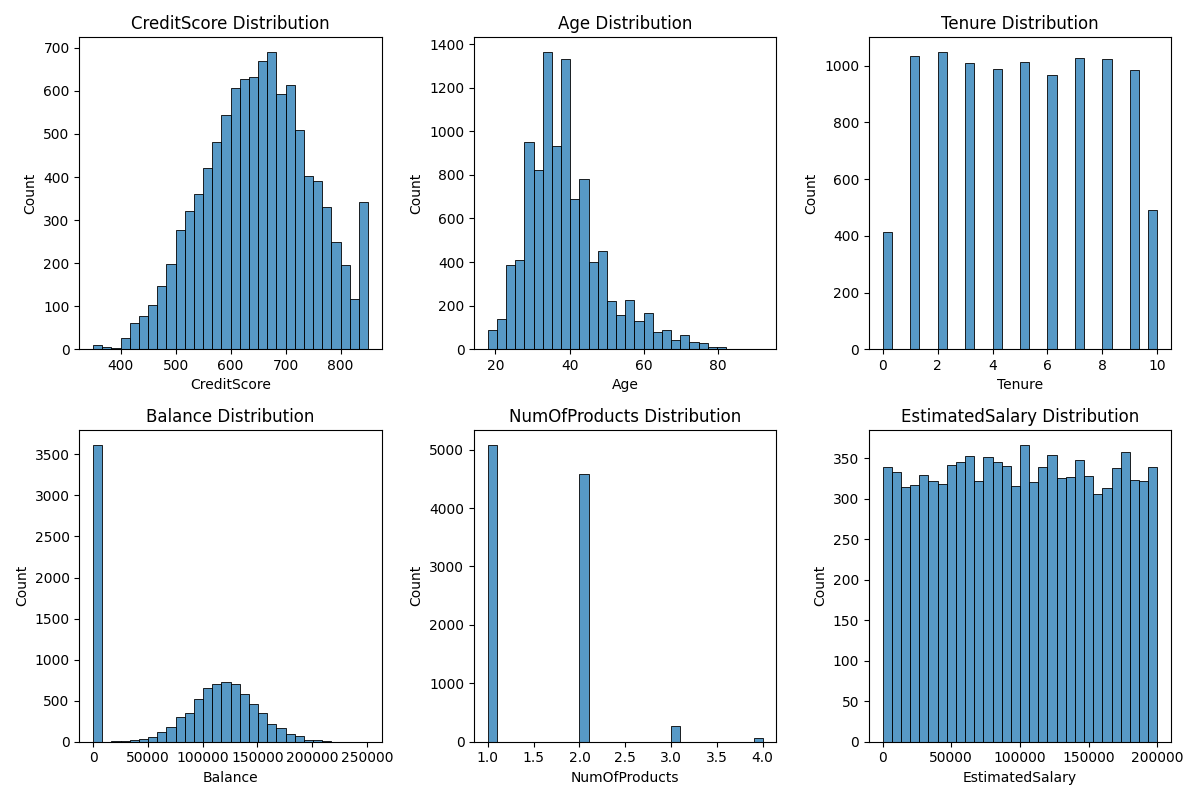 CreditScore Distribution
Count
700
600
500
400
300
200
100
0
400 500 600 700 800
CreditScore
Age Distribution
Count
1400
1200
1000
800
600
400
200
0
20 40 60 80
Age
Tenure Distribution
Count
1000
800
600
400
200
0
0 2 4 6 8 10
Tenure
Balance Distribution
Count
3500
3000
2500
2000
1500
1000
500
0
0 50000 100000 150000 200000 250000
Balance
NumOfProducts Distribution
Count
5000
4000
3000
2000
1000
0
1.0 1.5 2.0 2.5 3.0 3.5 4.0
NumOfProducts
EstimatedSalary Distribution
Count
350
300
250
200
150
100
50
0
0 50000 100000 150000 200000
EstimatedSalary